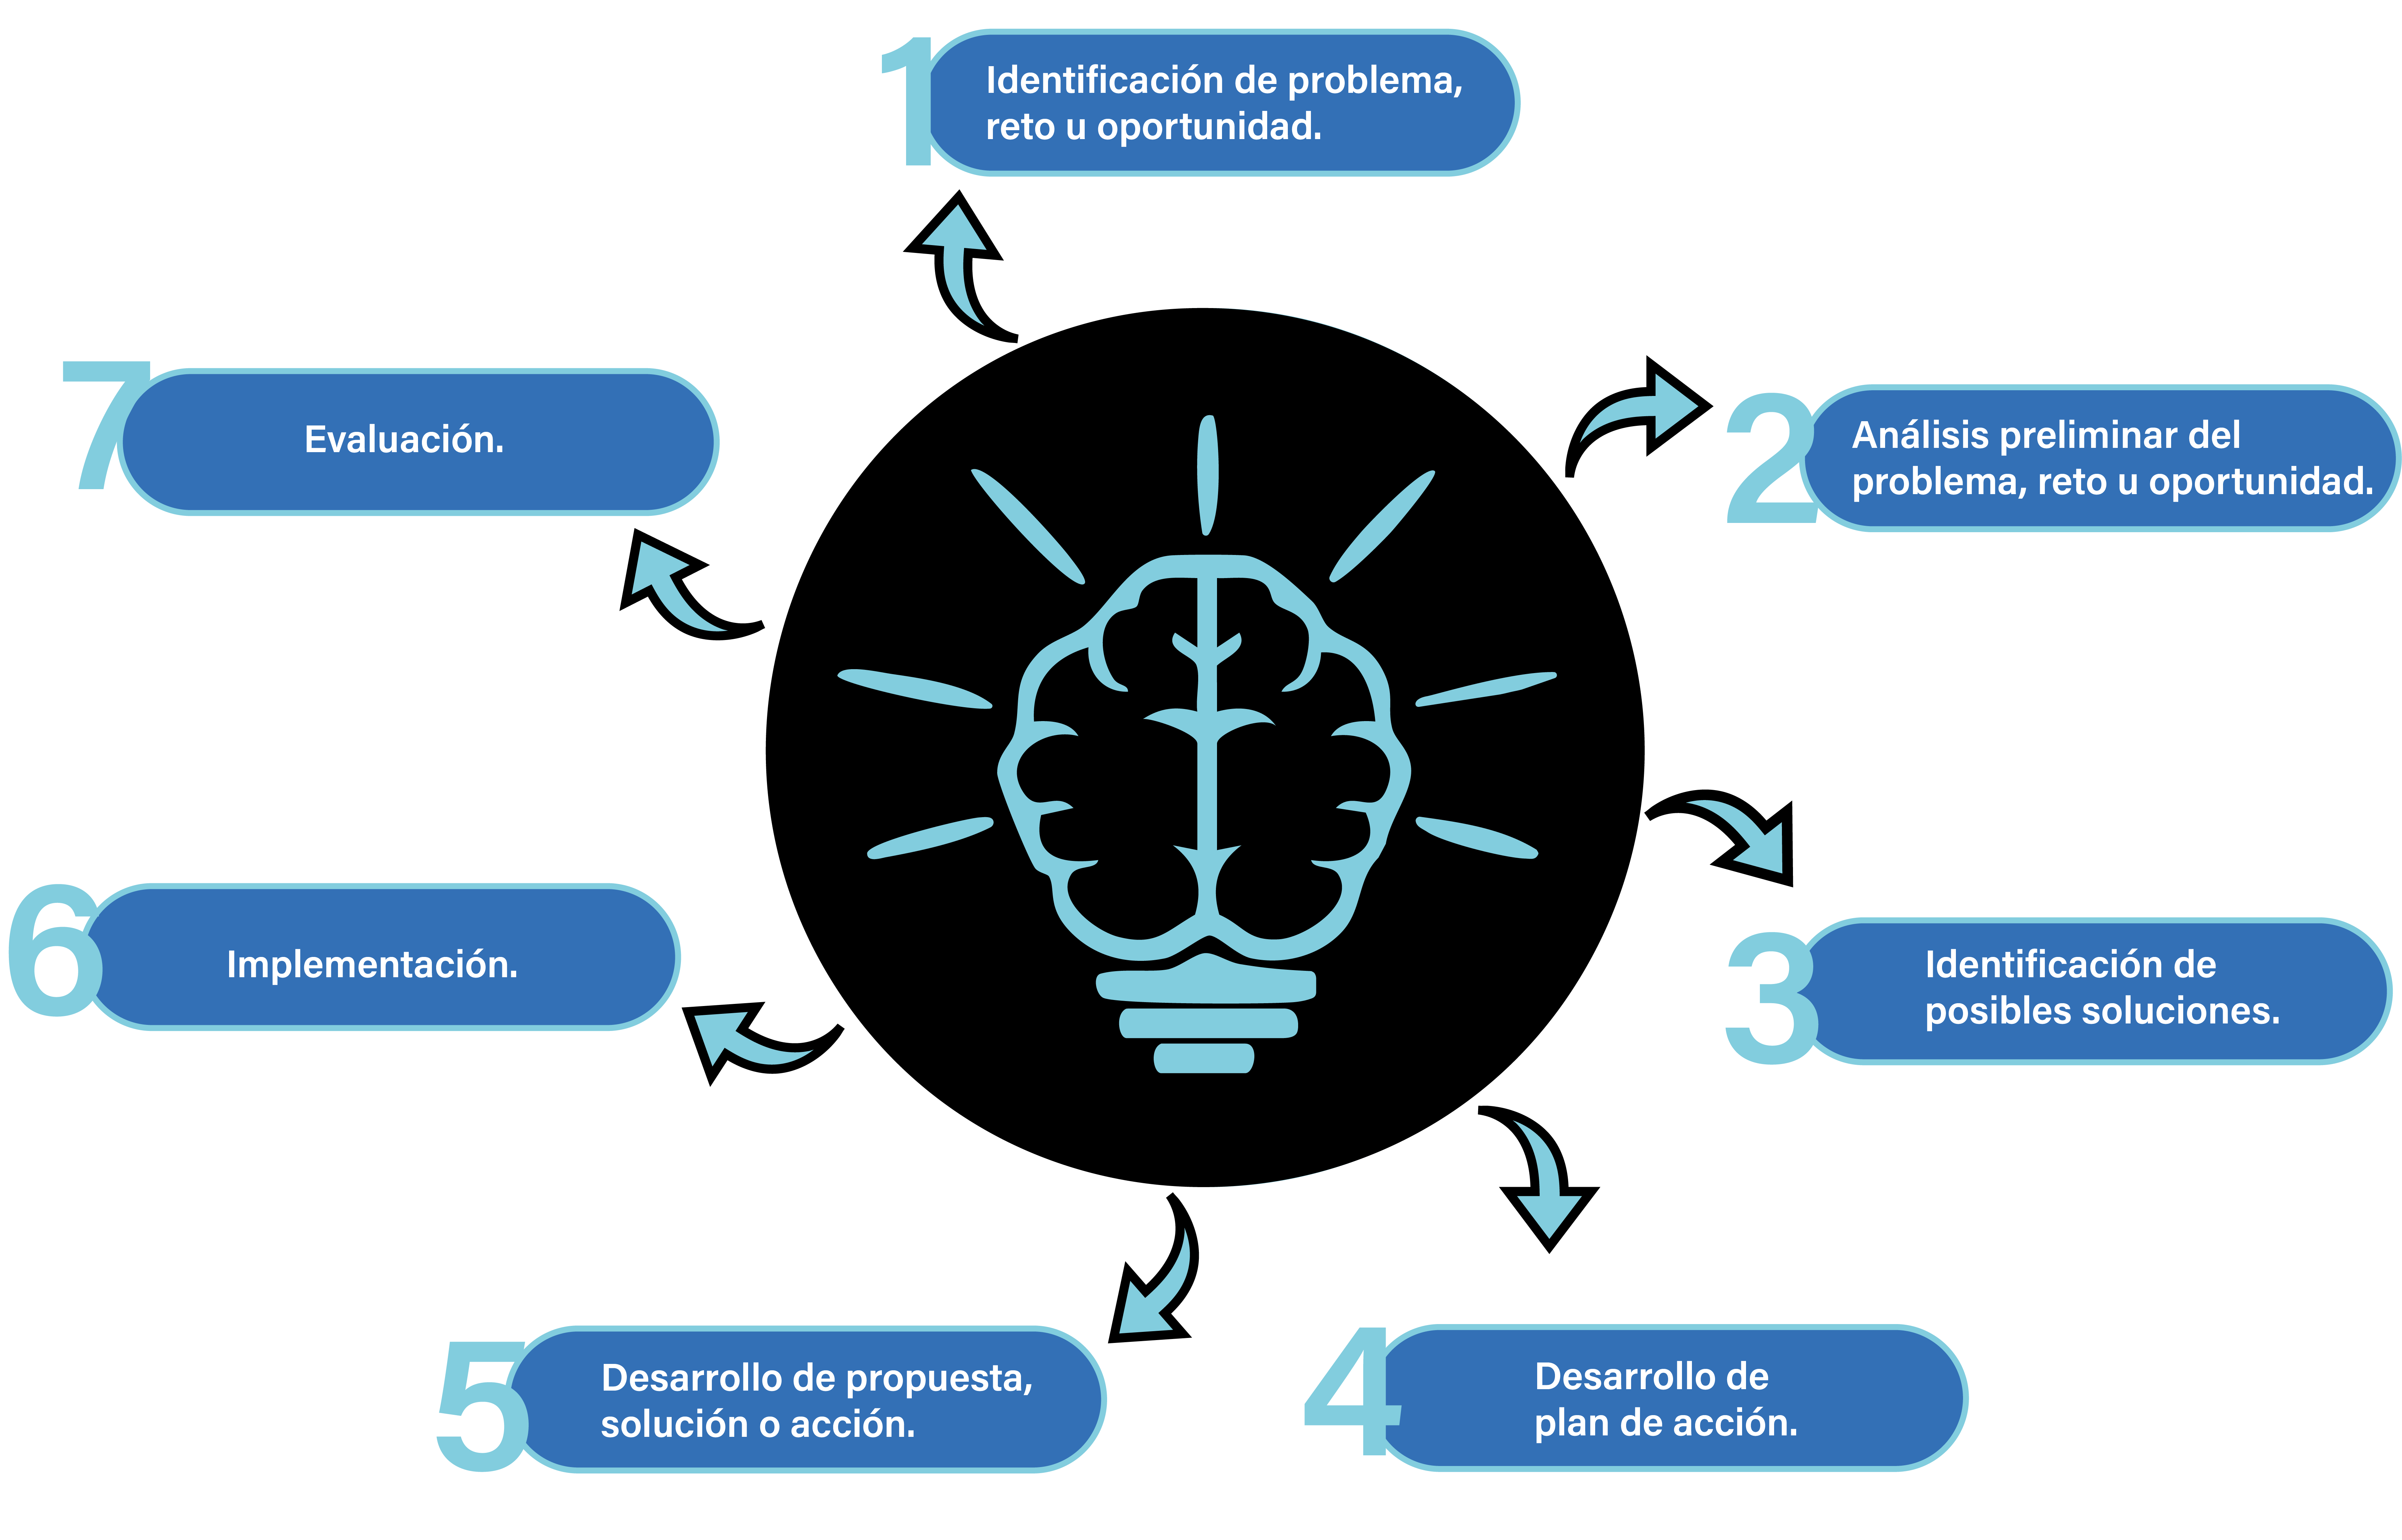 1
Identificación de problema,
reto u oportunidad.
2
Análisis preliminar del
problema, reto u oportunidad.
3
Identificación de
posibles soluciones.
4
Desarrollo de
plan de acción.
5
Desarrollo de propuesta,
solución o acción.
6
Implementación.
7
Evaluación.